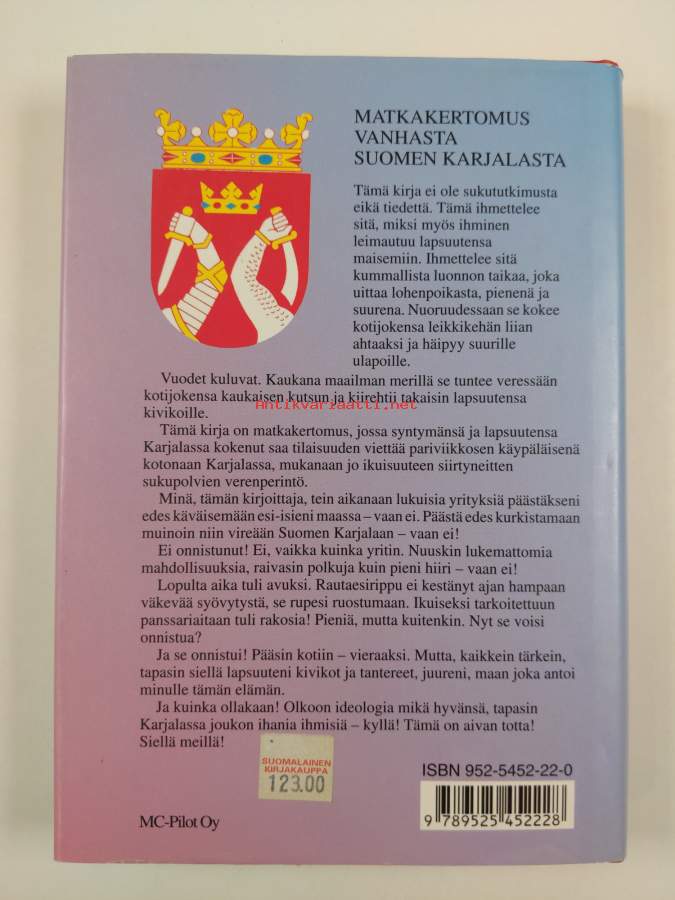 MATKAKERTOMUS
VANHASTA
SUOMEN KARJALASTA
Tämä kirja ei ole sukututkimusta
eikä tiedettä. Tämä ihmettelee
sitä, miksi myös ihminen
leimautuu lapsuutensa
maisemiin. Ihmettelee sitä
kummallista luonnon taikaa, joka
uittaa lohenpoikasta, pienenä ja
suurena. Nuoruudessaan se kokee
kotijokensa leikkikehän liian
ahtaaksi ja häipyy suurille
ulapoille.
Vuodet kuluvat. Kaukana maailman merillä se tuntee veressään
kotijokensa kaukaisen kutsun ja kiirehtii takaisin lapsuutensa
kivikoille.
Antikvariaatti.net
Tämä kirja on matkakertomus, jossa syntymänsä ja lapsuutensa
Karjalassa kokenut saa tilaisuuden viettää pariviikkosen käypäläisenä
kotonaan Karjalassa, mukanaan jo ikuisuuteen siirtyneitten
sukupolvien verenperintö.
Minä, tämän kirjoittaja, tein aikanaan lukuisia yrityksiä päästäkseni
edes käväisemään esi-isieni maassa – vaan ei. Päästä edes kurkistamaan
muinoin niin vireään Suomen Karjalaan – vaan ei!
Ei onnistunut! Ei, vaikka kuinka yritin. Nuuskin lukemattomia
mahdollisuuksia, raivasin polkuja kuin pieni hiiri – vaan ei!
Lopulta aika tuli avuksi. Rautaesirippu ei kestänyt ajan hampaan
väkevää syövytystä, se rupesi ruostumaan. Ikuiseksi tarkoitettuun
panssariaitaan tuli rakosia! Pieniä, mutta kuitenkin. Nyt se voisi
onnistua?
Ja se onnistui! Pääsin kotiin – vieraaksi. Mutta, kaikkein tärkein,
tapasin siellä lapsuuteni kivikot ja tantereet, juureni, maan joka antoi
minulle tämän elämän.
Ja kuinka ollakaan! Olkoon ideologia mikä hyvänsä, tapasin
Karjalassa joukon ihania ihmisiä – kyllä! Tämä on aivan totta!
Siellä meillä!
SUOMALAINEN
KIRJAKAUPPA
123.00
ISBN 952-5452-22-0
9 789525 452228
MC-Pilot Oy